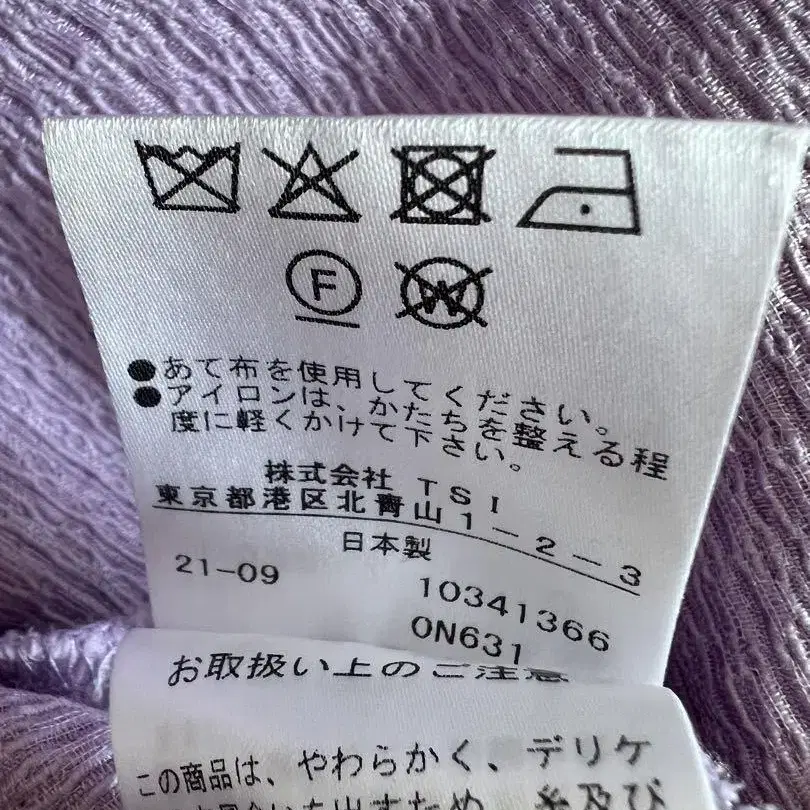 F
W
●あて布を使用してください。
●アイロンは、かたちを整える程
度に軽くかけて下さい。
株式会社 TSI
東京都港区北青山1-2-3
日本製
21-09
10341366
0N631
お取扱い上のご注意
この商品は、やわらかく、デリケ
糸及び